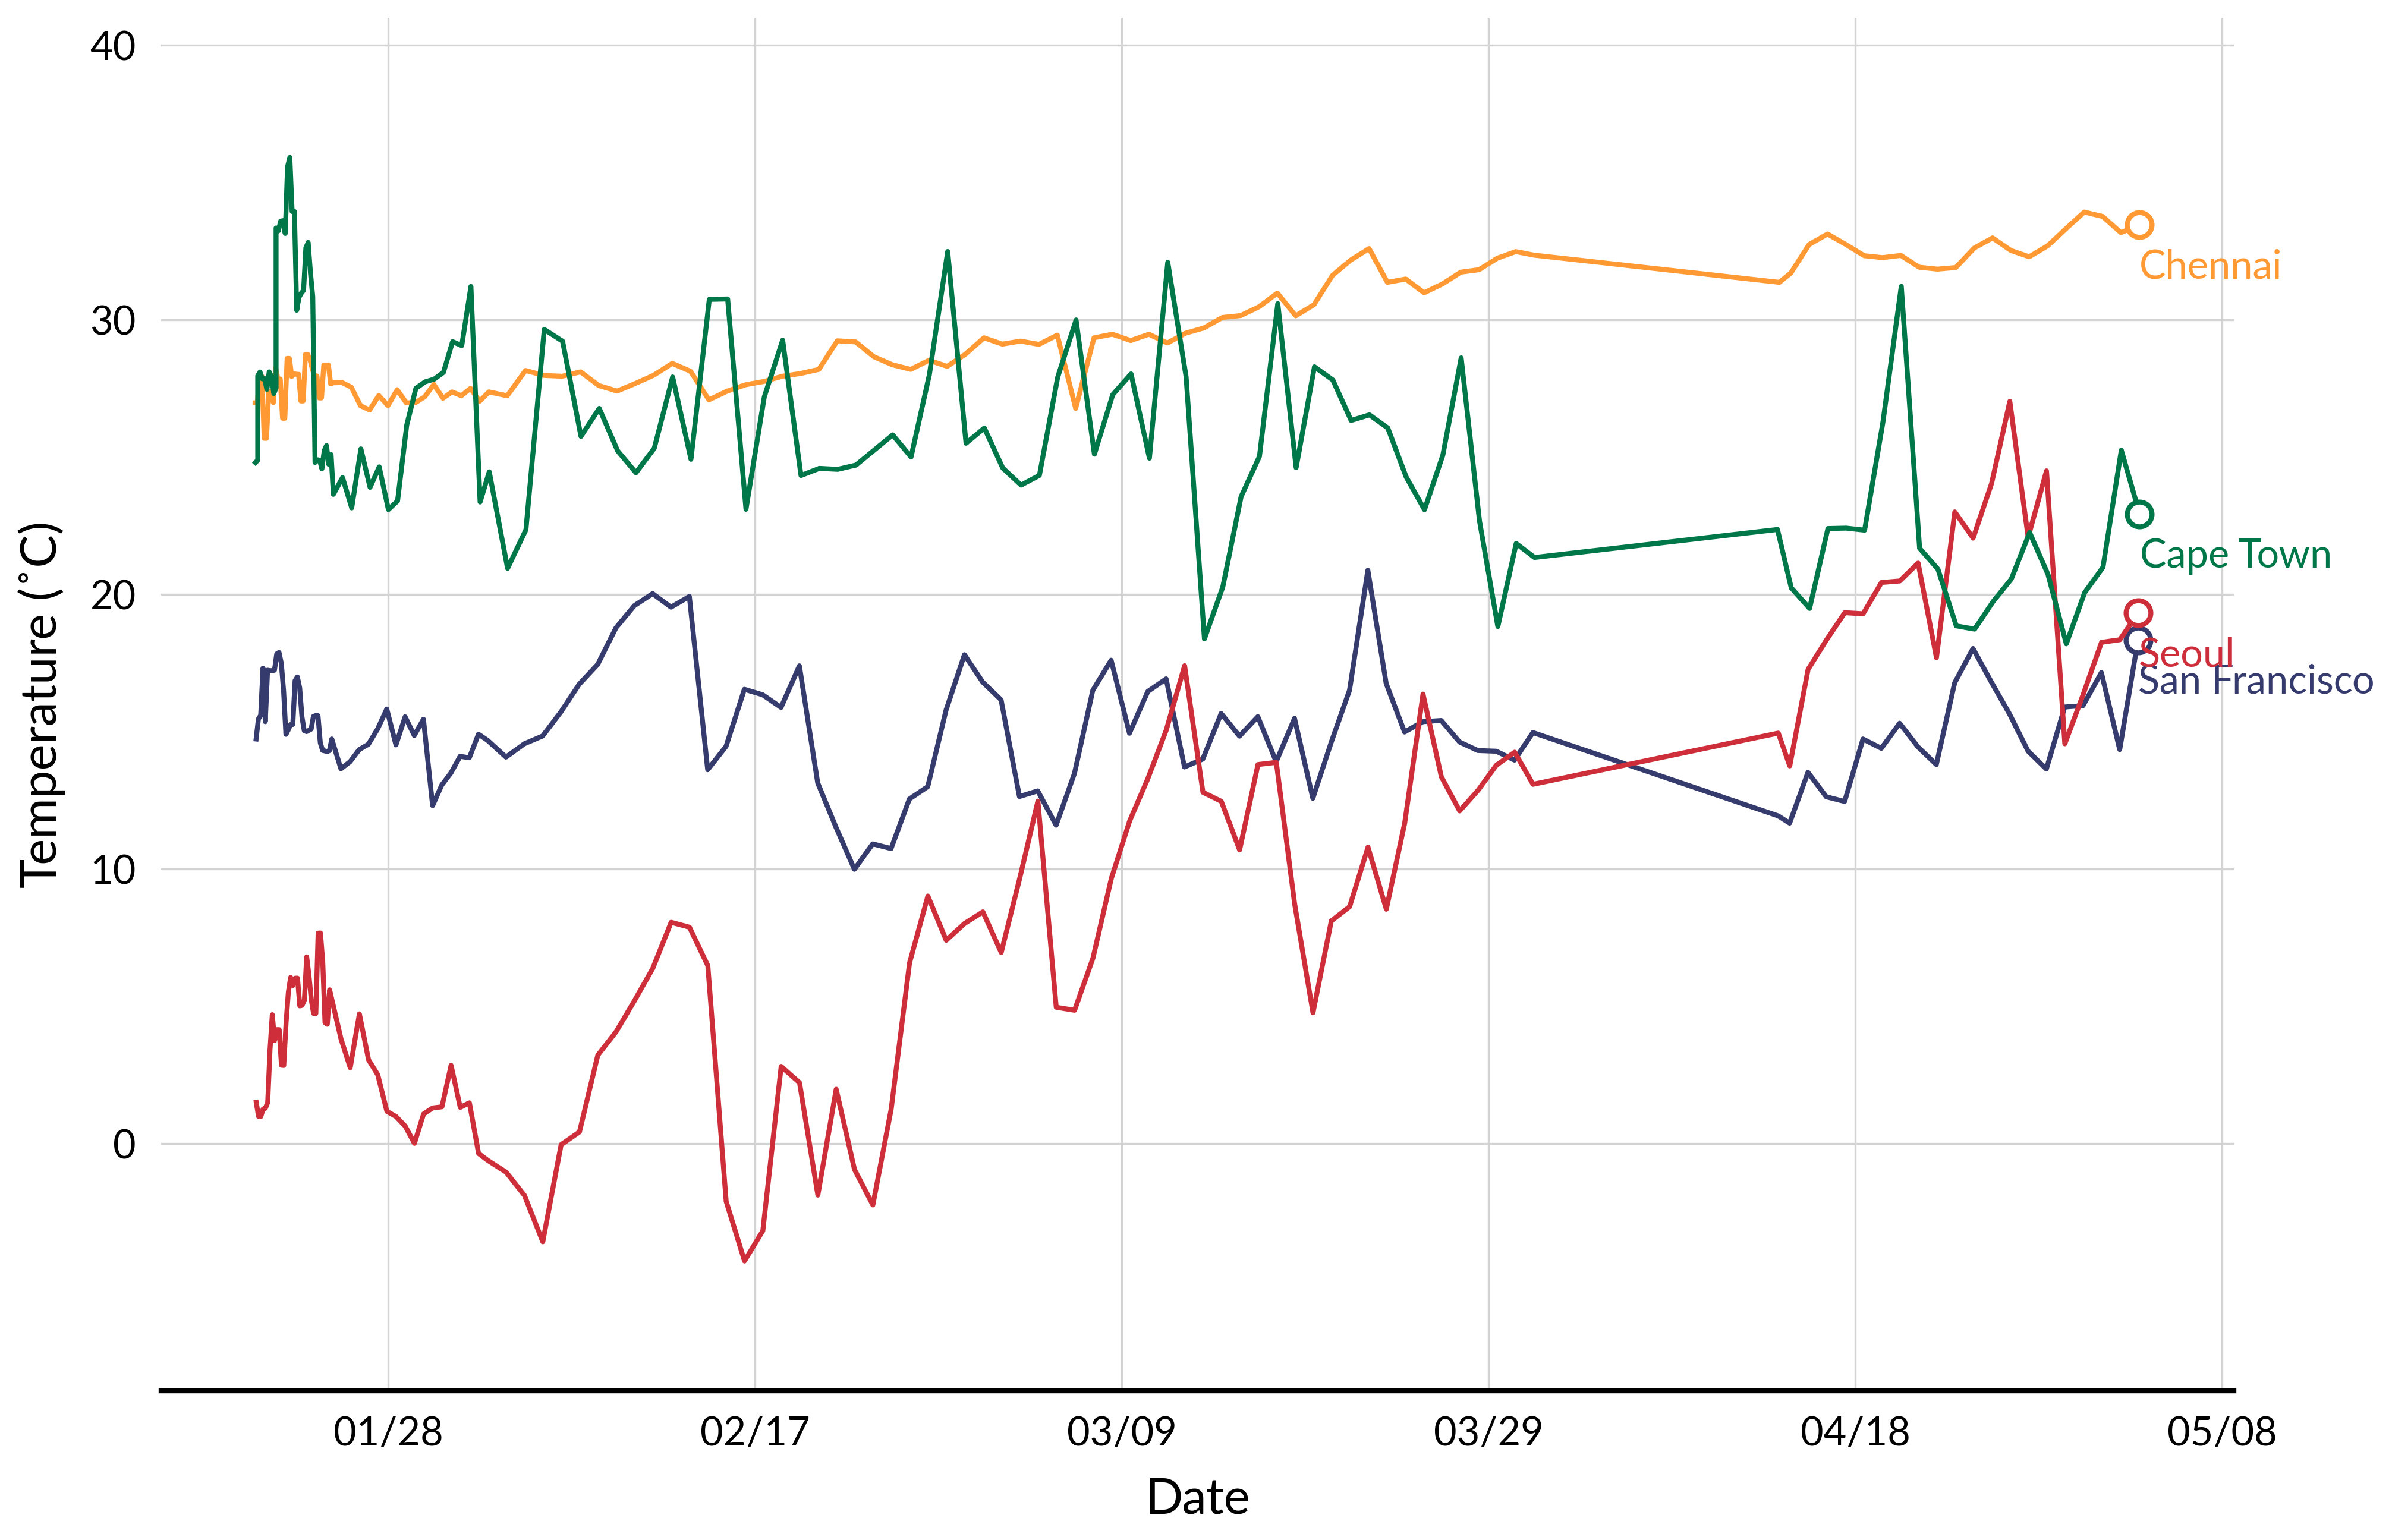 40
30
20
10
0
Temperature (°C)
Chennai
Cape Town
Seoul
San Francisco
01/28
02/17
03/09
03/29
04/18
05/08
Date